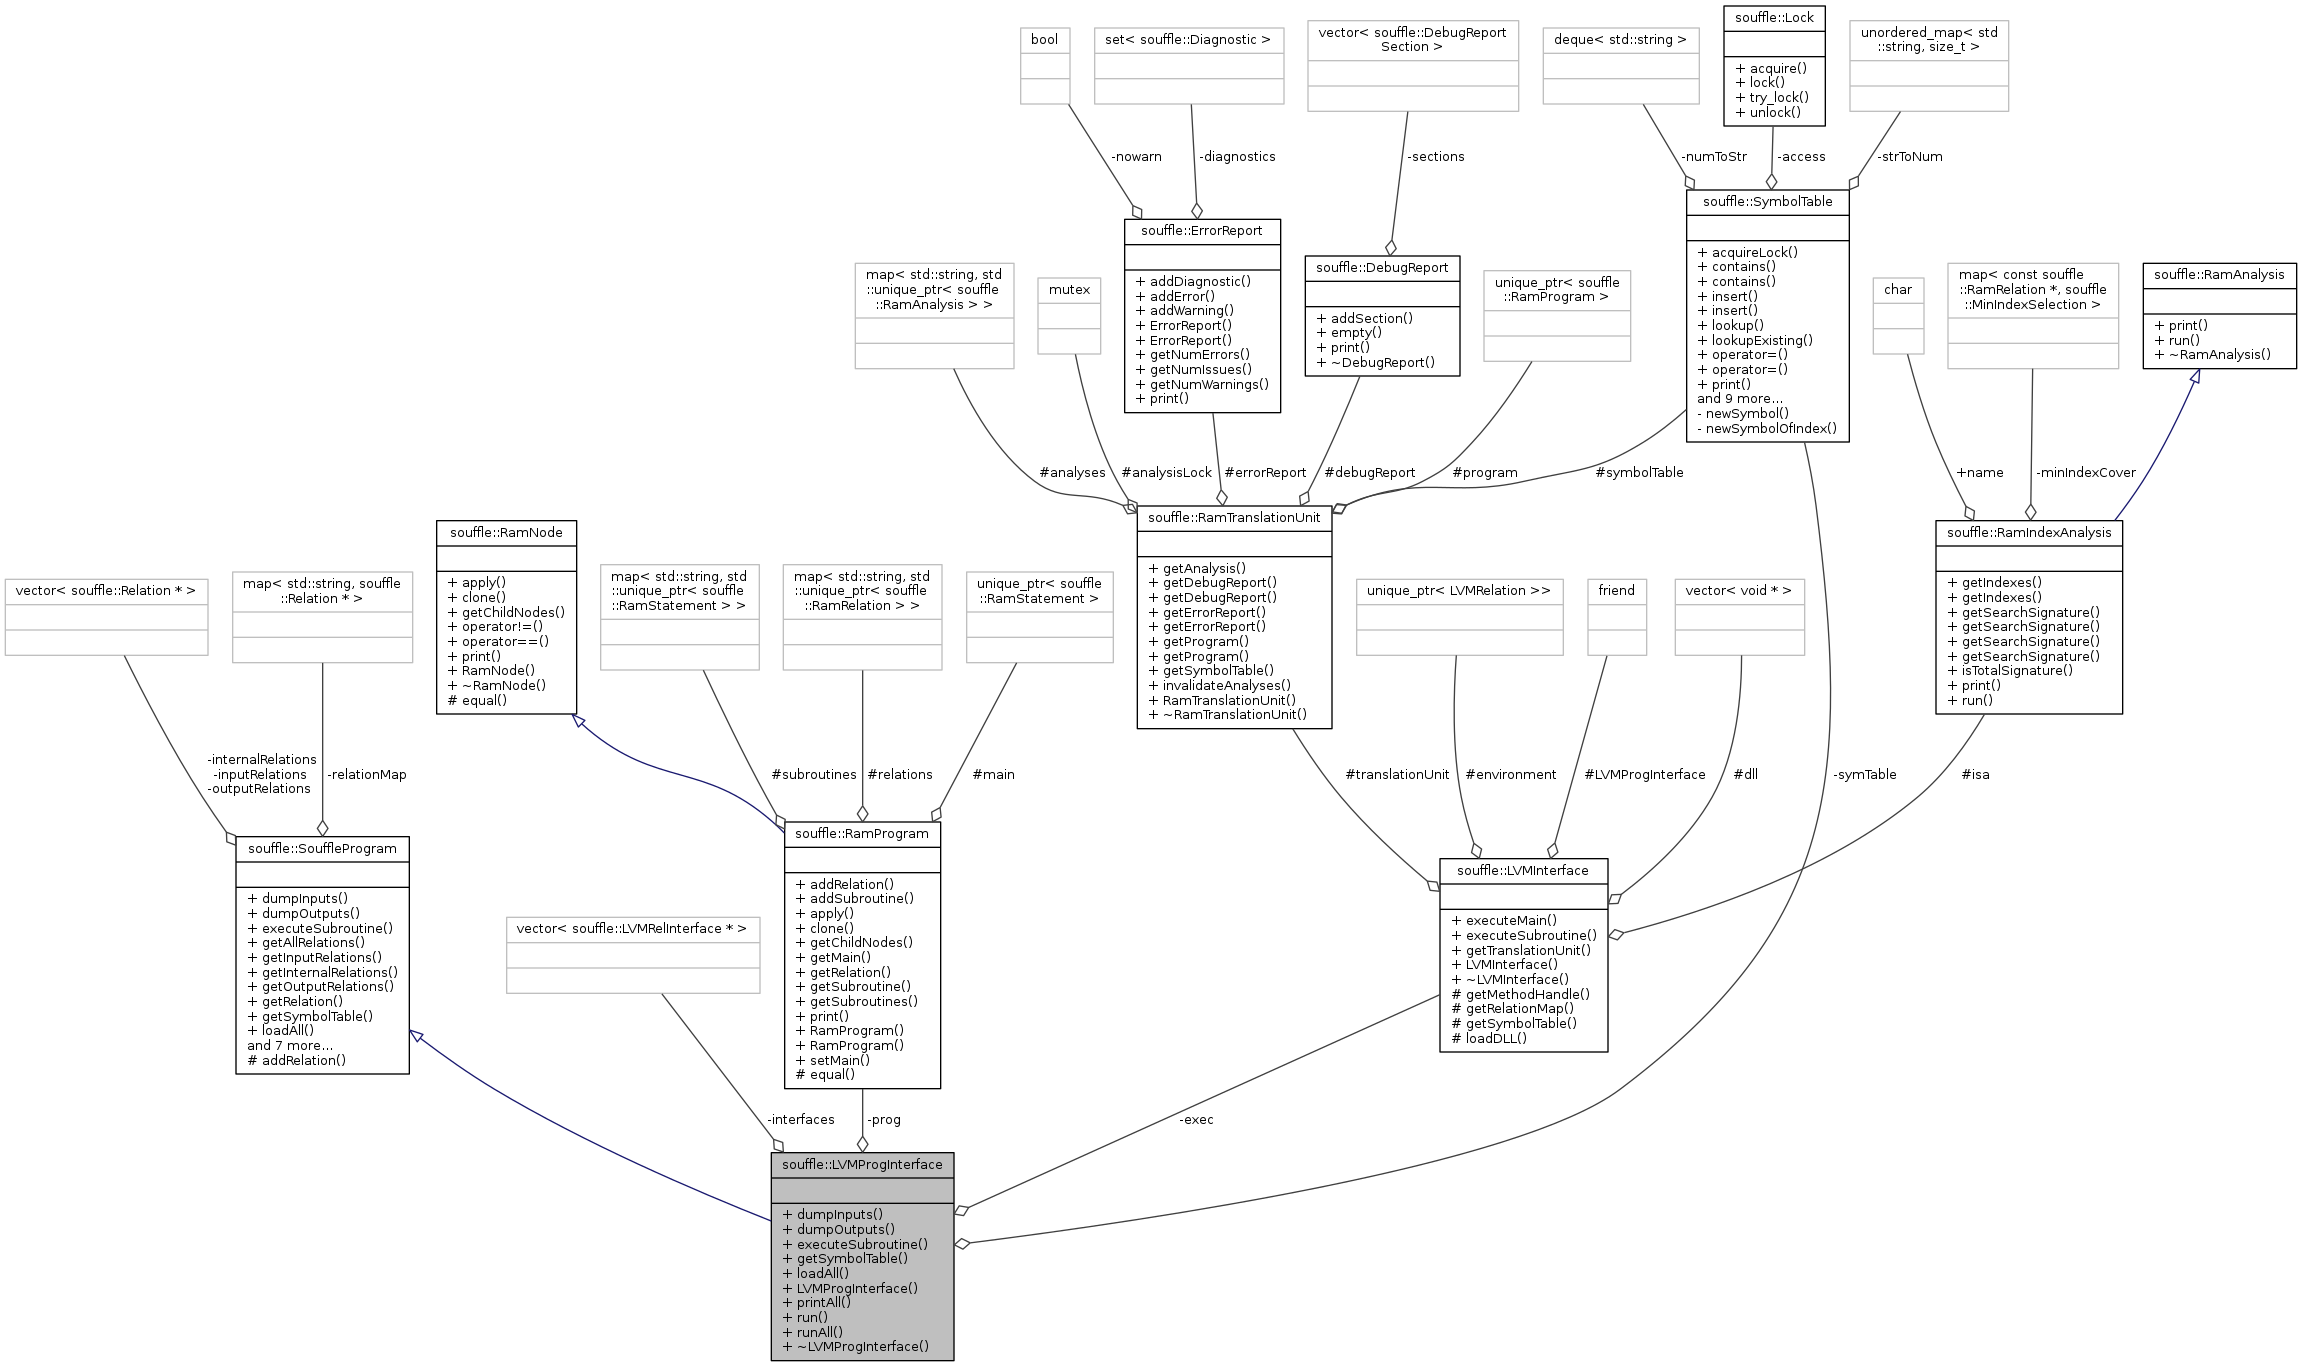 souffle::Lock
+ acquire()
+ lock()
+ try_lock()
+ unlock()
bool
set< souffle::Diagnostic >
vector< souffle::DebugReport
Section >
deque< std::string >
unordered_map< std
::string, size_t >
-nowarn
-diagnostics
-sections
-numToStr
-access
-strToNum
souffle::ErrorReport
+ addDiagnostic()
+ addError()
+ addWarning()
+ ErrorReport()
+ ErrorReport()
+ getNumErrors()
+ getNumIssues()
+ getNumWarnings()
+ print()
souffle::DebugReport
+ addSection()
+ empty()
+ print()
+ ~DebugReport()
souffle::SymbolTable
+ acquireLock()
+ contains()
+ contains()
+ insert()
+ insert()
+ lookup()
+ lookupExisting()
+ operator=()
+ operator=()
+ print()
and 9 more...
- newSymbol()
- newSymbolOfIndex()
map< std::string, std
::unique_ptr< souffle
::RamAnalysis > >
mutex
unique_ptr< souffle
::RamProgram >
char
map< const souffle
::RamRelation *, souffle
::MinIndexSelection >
souffle::RamAnalysis
+ print()
+ run()
+ ~RamAnalysis()
#analyses
#analysisLock
#errorReport
#debugReport
#program
#symbolTable
+name
-minIndexCover
souffle::RamTranslationUnit
+ getAnalysis()
+ getDebugReport()
+ getDebugReport()
+ getErrorReport()
+ getErrorReport()
+ getProgram()
+ getProgram()
+ getSymbolTable()
+ invalidateAnalyses()
+ RamTranslationUnit()
+ ~RamTranslationUnit()
souffle::RamIndexAnalysis
+ getIndexes()
+ getIndexes()
+ getSearchSignature()
+ getSearchSignature()
+ getSearchSignature()
+ getSearchSignature()
+ isTotalSignature()
+ print()
+ run()
souffle::RamNode
+ apply()
+ clone()
+ getChildNodes()
+ operator!=()
+ operator==()
+ print()
+ RamNode()
+ ~RamNode()
# equal()
vector< souffle::Relation * >
map< std::string, souffle
::Relation * >
map< std::string, std
::unique_ptr< souffle
::RamStatement > >
map< std::string, std
::unique_ptr< souffle
::RamRelation > >
unique_ptr< souffle
::RamStatement >
unique_ptr< LVMRelation >>
friend
vector< void * >
-internalRelations
-inputRelations
-outputRelations
-relationMap
#subroutines
#relations
#main
#translationUnit
#environment
#LVMProgInterface
#dll
-symTable
#isa
souffle::SouffleProgram
+ dumpInputs()
+ dumpOutputs()
+ executeSubroutine()
+ getAllRelations()
+ getInputRelations()
+ getInternalRelations()
+ getOutputRelations()
+ getRelation()
+ getSymbolTable()
+ loadAll()
and 7 more...
# addRelation()
souffle::RamProgram
+ addRelation()
+ addSubroutine()
+ apply()
+ clone()
+ getChildNodes()
+ getMain()
+ getRelation()
+ getSubroutine()
+ getSubroutines()
+ print()
+ RamProgram()
+ RamProgram()
+ setMain()
# equal()
souffle::LVMInterface
+ executeMain()
+ executeSubroutine()
+ getTranslationUnit()
+ LVMInterface()
+ ~LVMInterface()
# getMethodHandle()
# getRelationMap()
# getSymbolTable()
# loadDLL()
vector< souffle::LVMRelInterface * >
-interfaces
-prog
-exec
souffle::LVMProgInterface
+ dumpInputs()
+ dumpOutputs()
+ executeSubroutine()
+ getSymbolTable()
+ loadAll()
+ LVMProgInterface()
+ printAll()
+ run()
+ runAll()
+ ~LVMProgInterface()